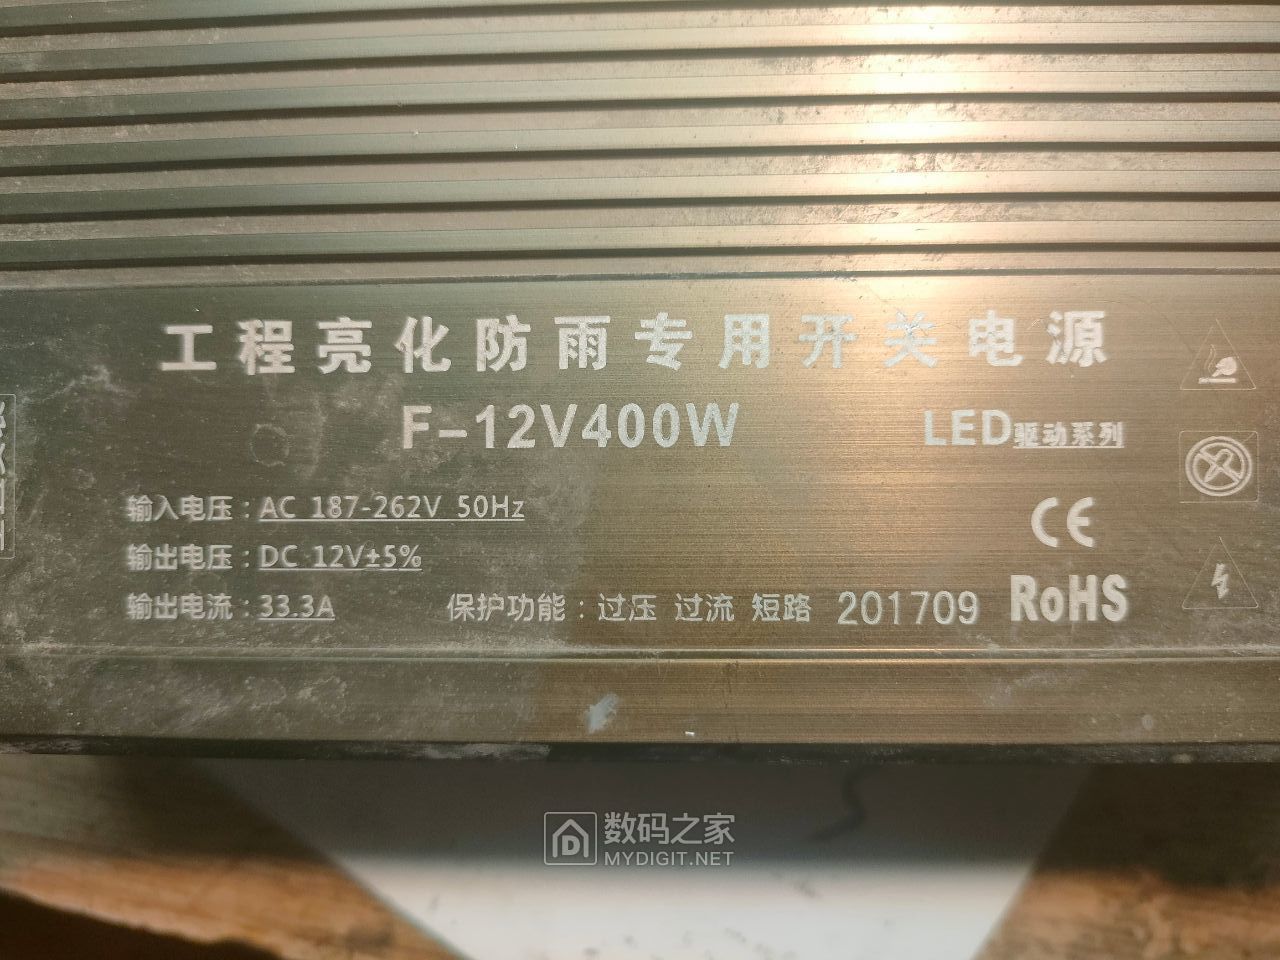 工程亮化防雨专用开关电源
F-12V400W
LED驱动系列
输入电压：AC 187-262V 50Hz
输出电压：DC 12V±5%
输出电流：33.3A
保护功能：过压 过流 短路 201709
CE
RoHS
数码之家
MYDIGIT.NET